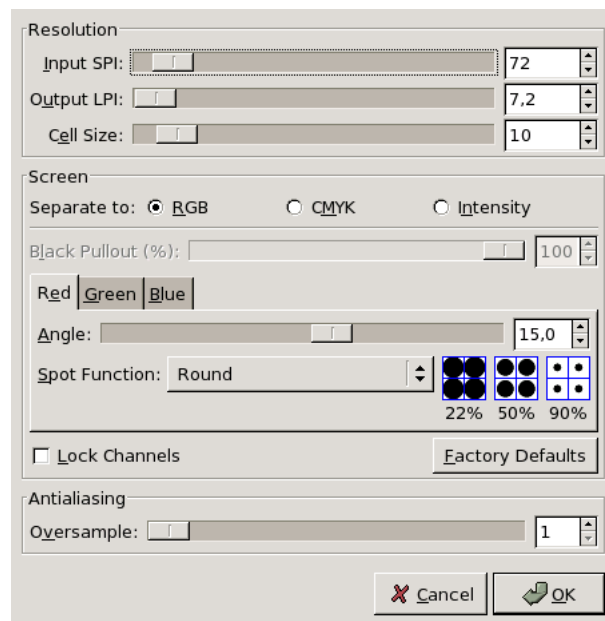 Resolution
Input SPI: 72
Output LPI: 7,2
Cell Size: 10
Screen
Separate to: RGB CMYK Intensity
Black Pullout (%): 100
Red Green Blue
Angle: 15,0
Spot Function: Round
22% 50% 90%
Lock Channels Factory Defaults
Antialiasing
Oversample: 1
Cancel OK